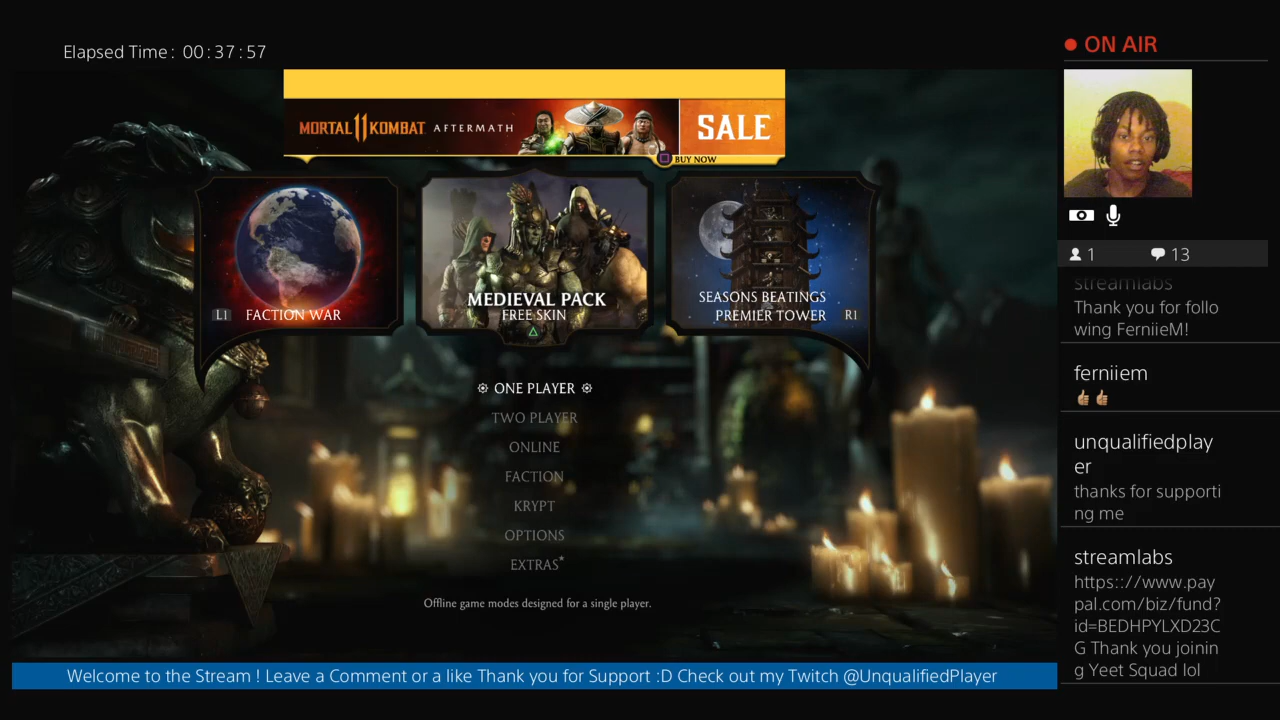 Elapsed Time: 00:37:57
ON AIR
MORTAL KOMBAT 11 AFTERMATH
SALE
BUY NOW
L1 FACTION WAR
MEDIEVAL PACK
FREE SKIN
SEASONS BEATINGS
PREMIER TOWER R1
ONE PLAYER
TWO PLAYER
ONLINE
FACTION
KRYPT
OPTIONS
EXTRAS*
Offline game modes designed for a single player.
1 13
streamlabs
Thank you for follo
wing FerniieM!
ferniiem
👍🏼👍🏼
unqualifiedplay
er
thanks for supporti
ng me
streamlabs
https:://www.pay
pal.com/biz/fund?
id=BEDHPYLXD23C
G Thank you joinin
g Yeet Squad lol
Welcome to the Stream ! Leave a Comment or a like Thank you for Support :D Check out my Twitch @UnqualifiedPlayer